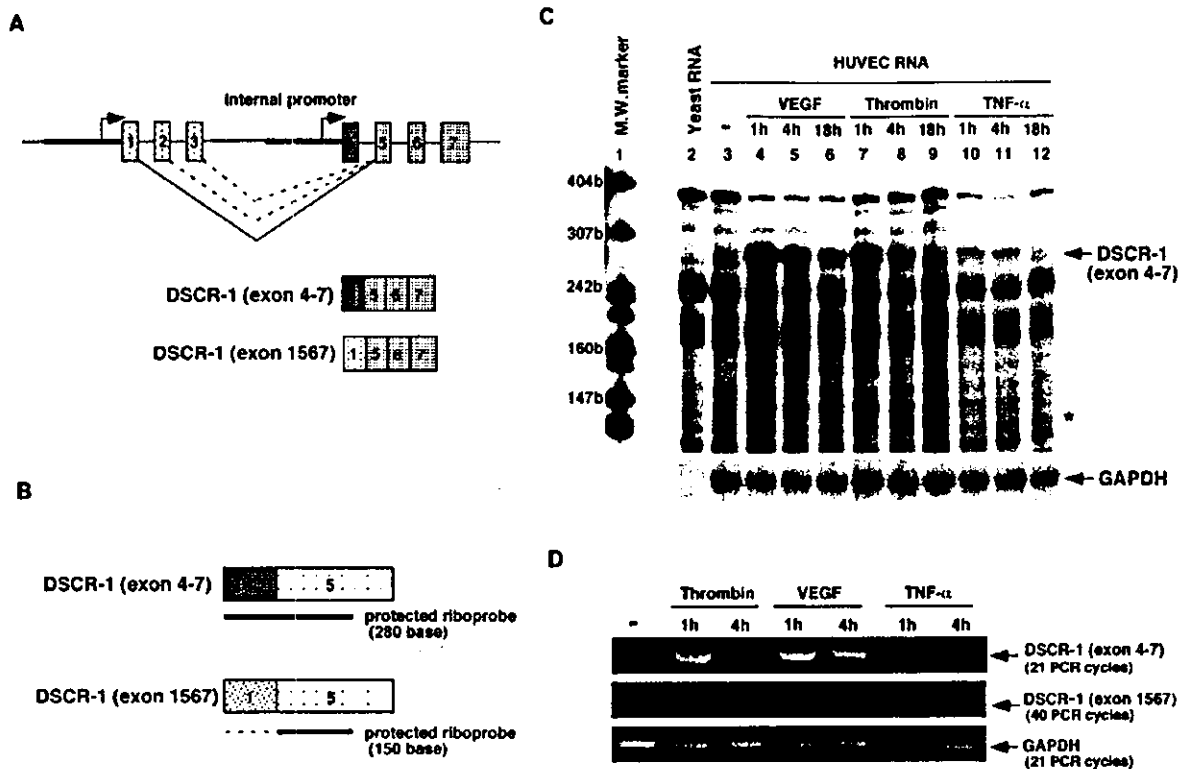 A
Internal promoter
1 2 3 5 6 7
DSCR-1 (exon 4-7)
5 6 7
DSCR-1 (exon 1567)
1 5 6 7
B
DSCR-1 (exon 4-7)
5
protected riboprobe
(280 base)
DSCR-1 (exon 1567)
1 5
protected riboprobe
(150 base)
C
M.W.marker
Yeast RNA
HUVEC RNA
VEGF Thrombin TNF-α
- 1h 4h 18h 1h 4h 18h 1h 4h 18h
1 2 3 4 5 6 7 8 9 10 11 12
404b
307b
242b
160b
147b
DSCR-1
(exon 4-7)
*
GAPDH
D
Thrombin VEGF TNF-α
- 1h 4h 1h 4h 1h 4h
DSCR-1 (exon 4-7)
(21 PCR cycles)
DSCR-1 (exon 1567)
(40 PCR cycles)
GAPDH
(21 PCR cycles)